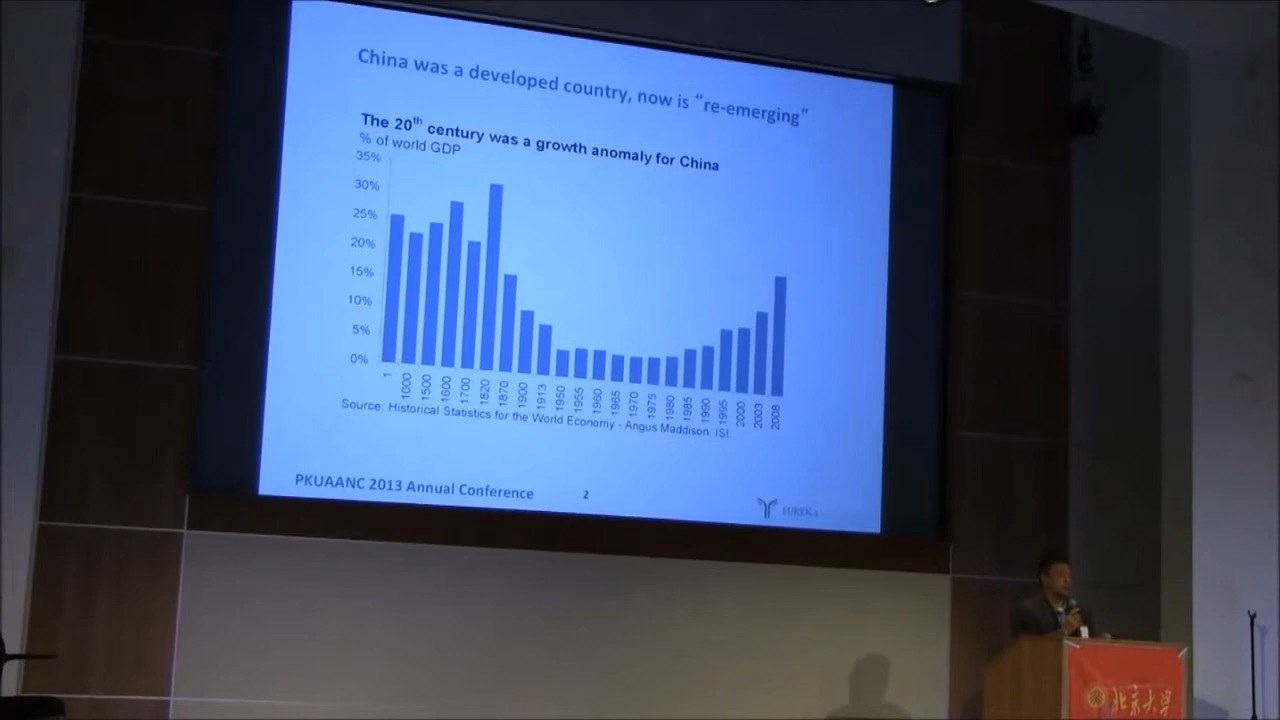 China was a developed country, now is “re-emerging”
The 20th century was a growth anomaly for China
% of world GDP
35%
30%
25%
20%
15%
10%
5%
0%
1 1000 1500 1600 1700 1820 1870 1900 1913 1950 1955 1960 1965 1970 1975 1980 1985 1990 1995 2000 2003 2008
Source: Historical Statistics for the World Economy - Angus Maddison, ISI
PKUAANC 2013 Annual Conference 2
EUREKA
北京大学